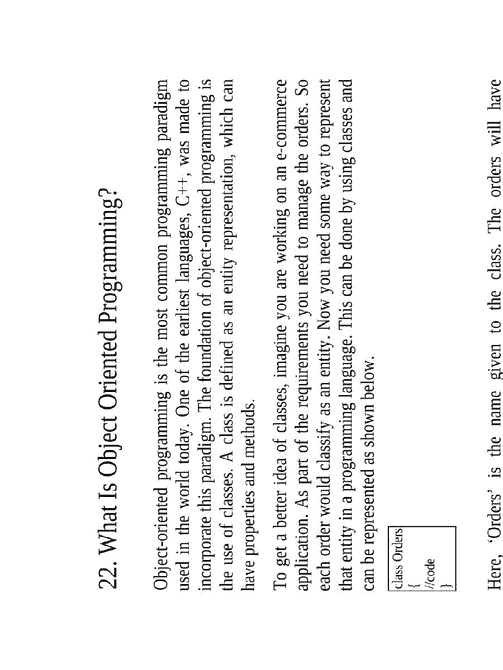 22. What Is Object Oriented Programming?
Object-oriented programming is the most common programming paradigm
used in the world today. One of the earliest languages, C++, was made to
incorporate this paradigm. The foundation of object-oriented programming is
the use of classes. A class is defined as an entity representation, which can
have properties and methods.
To get a better idea of classes, imagine you are working on an e-commerce
application. As part of the requirements you need to manage the orders. So
each order would classify as an entity. Now you need some way to represent
that entity in a programming language. This can be done by using classes and
can be represented as shown below.
class Orders
{
//code
}
Here, ‘Orders’ is the name given to the class. The orders will have